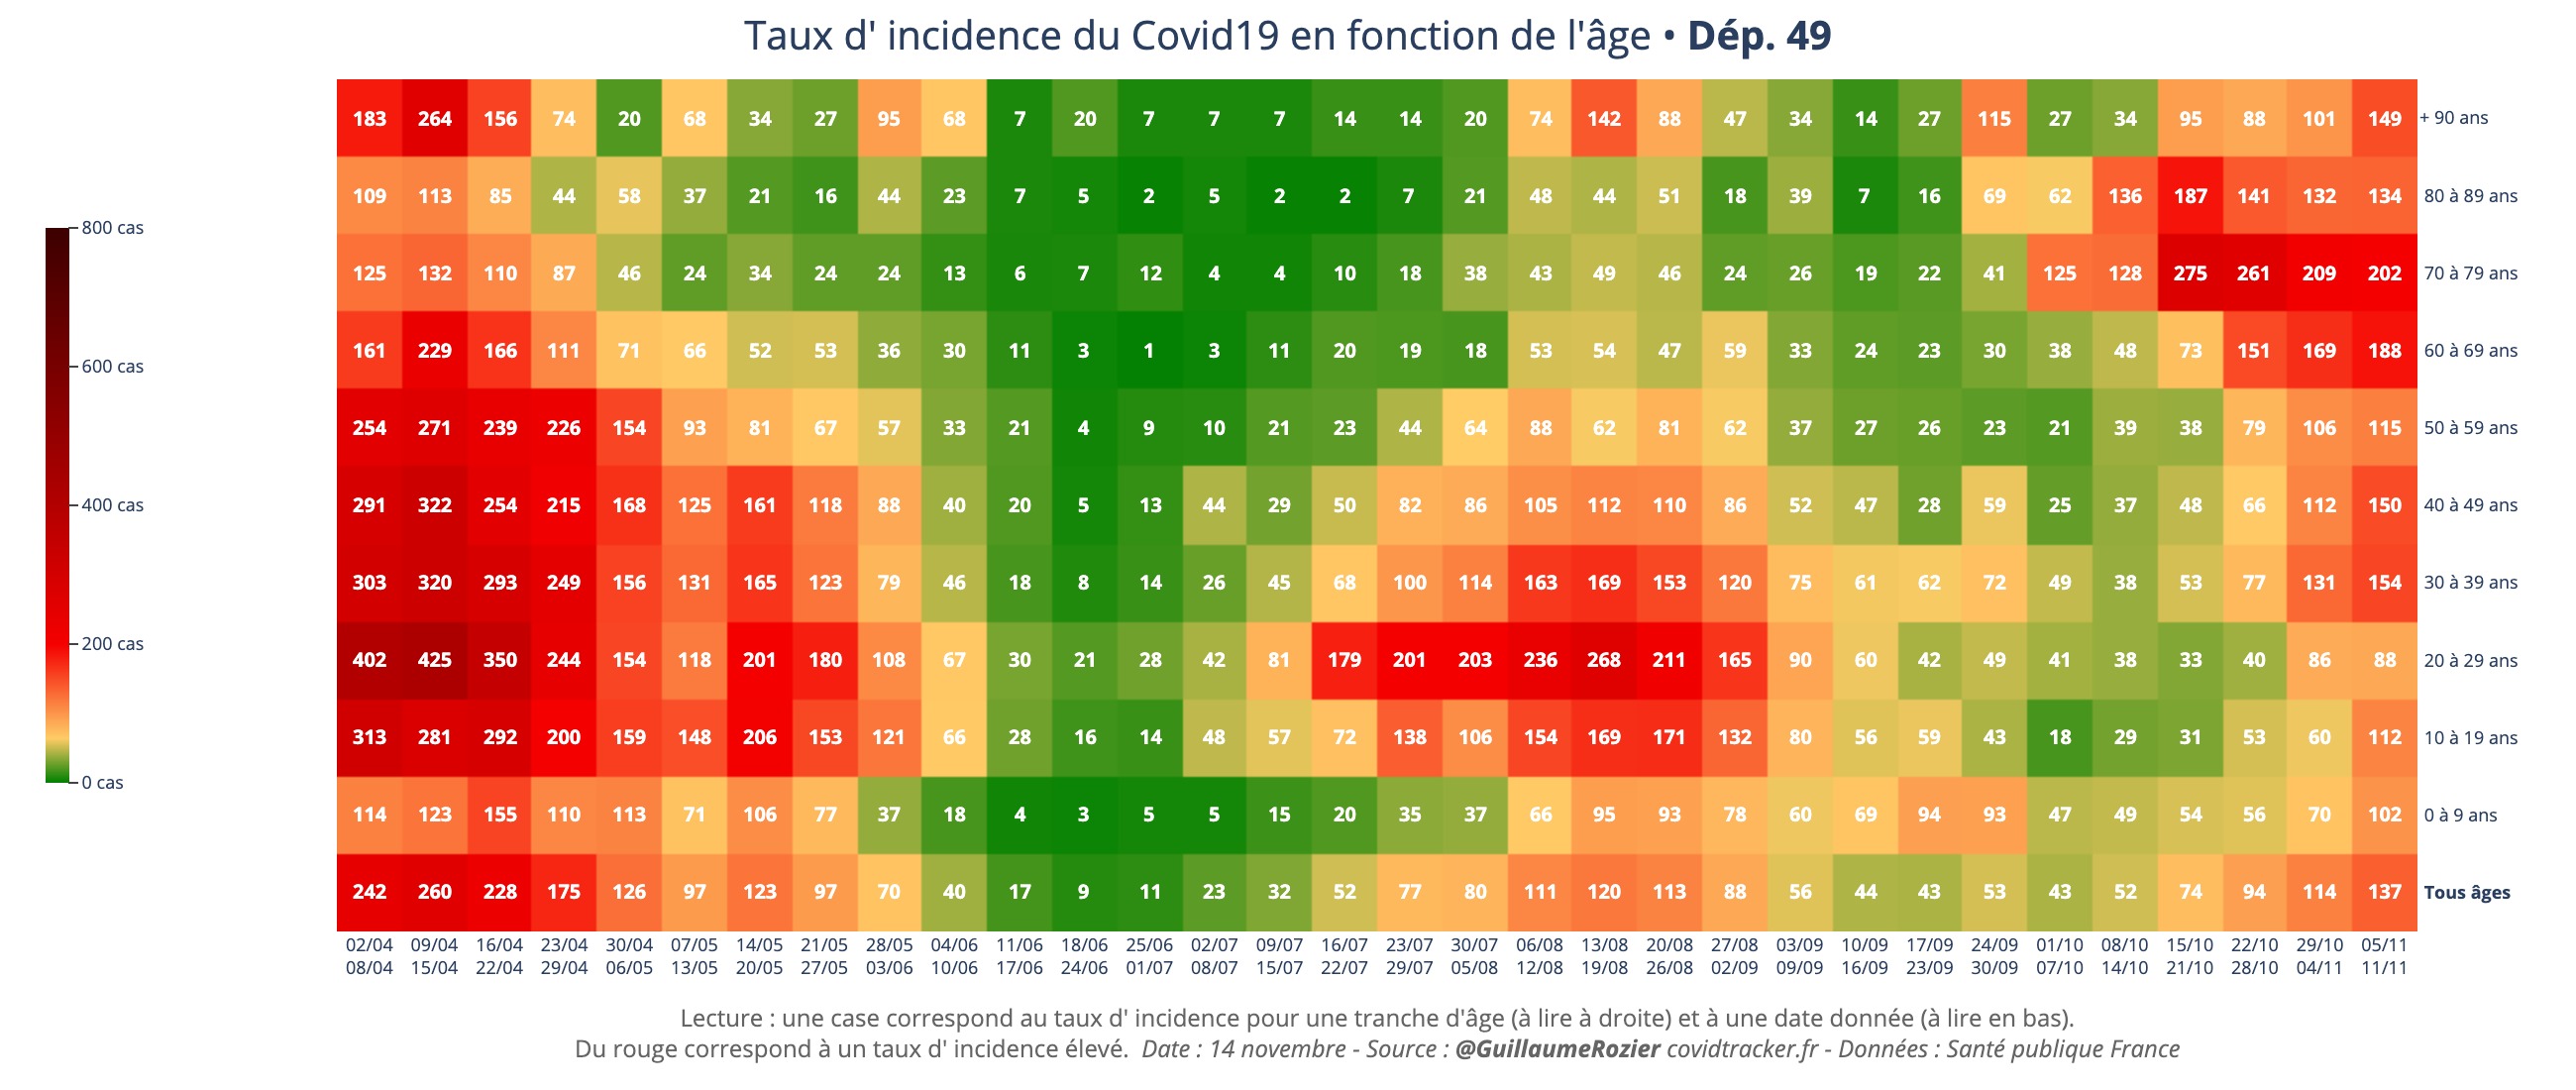 Taux d' incidence du Covid19 en fonction de l'âge • Dép. 49
183 264 156 74 20 68 34 27 95 68 7 20 7 7 7 14 14 20 74 142 88 47 34 14 27 115 27 34 95 88 101 149 + 90 ans
109 113 85 44 58 37 21 16 44 23 7 5 2 5 2 2 7 21 48 44 51 18 39 7 16 69 62 136 187 141 132 134 80 à 89 ans
800 cas
125 132 110 87 46 24 34 24 24 13 6 7 12 4 4 10 18 38 43 49 46 24 26 19 22 41 125 128 275 261 209 202 70 à 79 ans
161 229 166 111 71 66 52 53 36 30 11 3 1 3 11 20 19 18 53 54 47 59 33 24 23 30 38 48 73 151 169 188 60 à 69 ans
600 cas
254 271 239 226 154 93 81 67 57 33 21 4 9 10 21 23 44 64 88 62 81 62 37 27 26 23 21 39 38 79 106 115 50 à 59 ans
400 cas
291 322 254 215 168 125 161 118 88 40 20 5 13 44 29 50 82 86 105 112 110 86 52 47 28 59 25 37 48 66 112 150 40 à 49 ans
303 320 293 249 156 131 165 123 79 46 18 8 14 26 45 68 100 114 163 169 153 120 75 61 62 72 49 38 53 77 131 154 30 à 39 ans
200 cas
402 425 350 244 154 118 201 180 108 67 30 21 28 42 81 179 201 203 236 268 211 165 90 60 42 49 41 38 33 40 86 88 20 à 29 ans
313 281 292 200 159 148 206 153 121 66 28 16 14 48 57 72 138 106 154 169 171 132 80 56 59 43 18 29 31 53 60 112 10 à 19 ans
0 cas
114 123 155 110 113 71 106 77 37 18 4 3 5 5 15 20 35 37 66 95 93 78 60 69 94 93 47 49 54 56 70 102 0 à 9 ans
242 260 228 175 126 97 123 97 70 40 17 9 11 23 32 52 77 80 111 120 113 88 56 44 43 53 43 52 74 94 114 137 Tous âges
02/04 09/04 16/04 23/04 30/04 07/05 14/05 21/05 28/05 04/06 11/06 18/06 25/06 02/07 09/07 16/07 23/07 30/07 06/08 13/08 20/08 27/08 03/09 10/09 17/09 24/09 01/10 08/10 15/10 22/10 29/10 05/11
08/04 15/04 22/04 29/04 06/05 13/05 20/05 27/05 03/06 10/06 17/06 24/06 01/07 08/07 15/07 22/07 29/07 05/08 12/08 19/08 26/08 02/09 09/09 16/09 23/09 30/09 07/10 14/10 21/10 28/10 04/11 11/11
Lecture : une case correspond au taux d' incidence pour une tranche d'âge (à lire à droite) et à une date donnée (à lire en bas).
Du rouge correspond à un taux d' incidence élevé. Date : 14 novembre - Source : @GuillaumeRozier covidtracker.fr - Données : Santé publique France